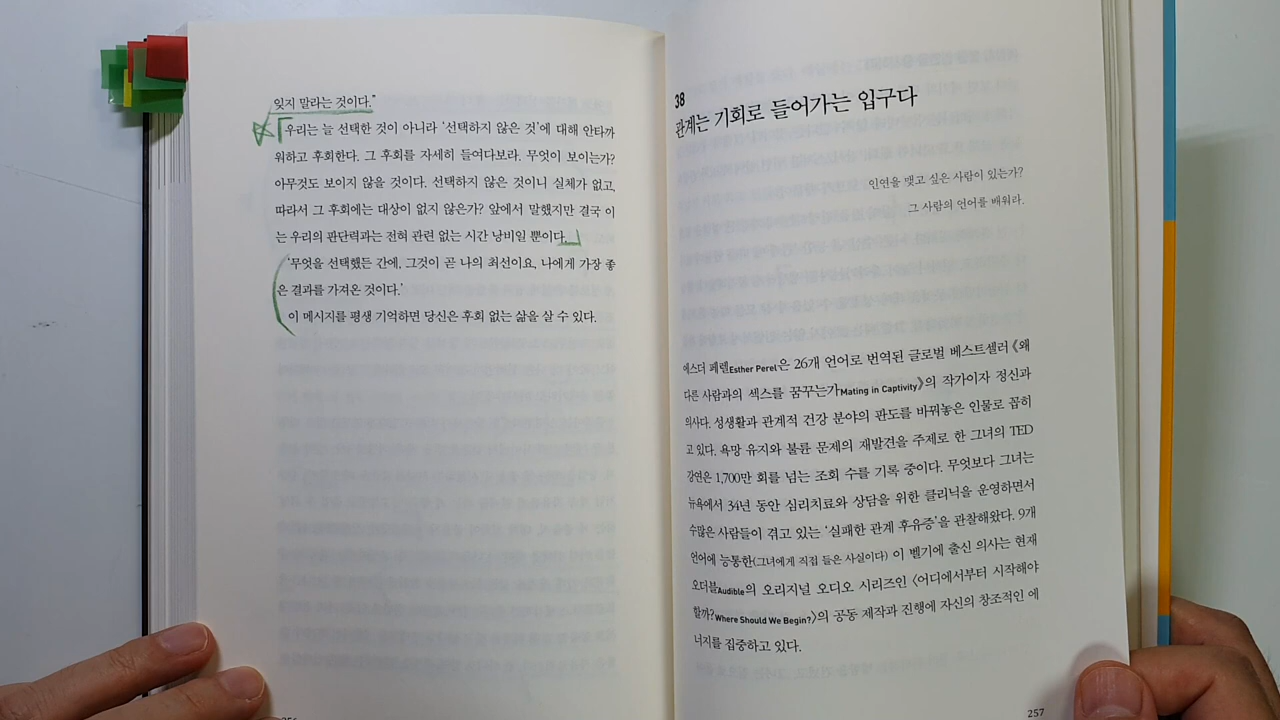 잊지 말라는 것이다.”
우리는 늘 선택한 것이 아니라 ‘선택하지 않은 것’에 대해 안타까
워하고 후회한다. 그 후회를 자세히 들여다보라. 무엇이 보이는가?
아무것도 보이지 않을 것이다. 선택하지 않은 것이니 실체가 없고,
따라서 그 후회에는 대상이 없지 않은가? 앞에서 말했지만 결국 이
는 우리의 판단력과는 전혀 관련 없는 시간 낭비일 뿐이다.
‘무엇을 선택했든 간에, 그것이 곧 나의 최선이요, 나에게 가장 좋
은 결과를 가져온 것이다.’
이 메시지를 평생 기억하면 당신은 후회 없는 삶을 살 수 있다.
256
38
관계는 기회로 들어가는 입구다
인연을 맺고 싶은 사람이 있는가?
그 사람의 언어를 배워라.
에스더 페렐Esther Perel은 26개 언어로 번역된 글로벌 베스트셀러 《왜
다른 사람과의 섹스를 꿈꾸는가Mating in Captivity》의 작가이자 정신과
의사다. 성생활과 관계적 건강 분야의 판도를 바꿔놓은 인물로 꼽히
고 있다. 욕망 유지와 불륜 문제의 재발견을 주제로 한 그녀의 TED
강연은 1,700만 회를 넘는 조회 수를 기록 중이다. 무엇보다 그녀는
뉴욕에서 34년 동안 심리치료와 상담을 위한 클리닉을 운영하면서
수많은 사람들이 겪고 있는 ‘실패한 관계 후유증’을 관찰해왔다. 9개
언어에 능통한(그녀에게 직접 들은 사실이다) 이 벨기에 출신 의사는 현재
오더블Audible의 오리지널 오디오 시리즈인 〈어디에서부터 시작해야
할까?Where Should We Begin?〉의 공동 제작과 진행에 자신의 창조적인 에
너지를 집중하고 있다.
257